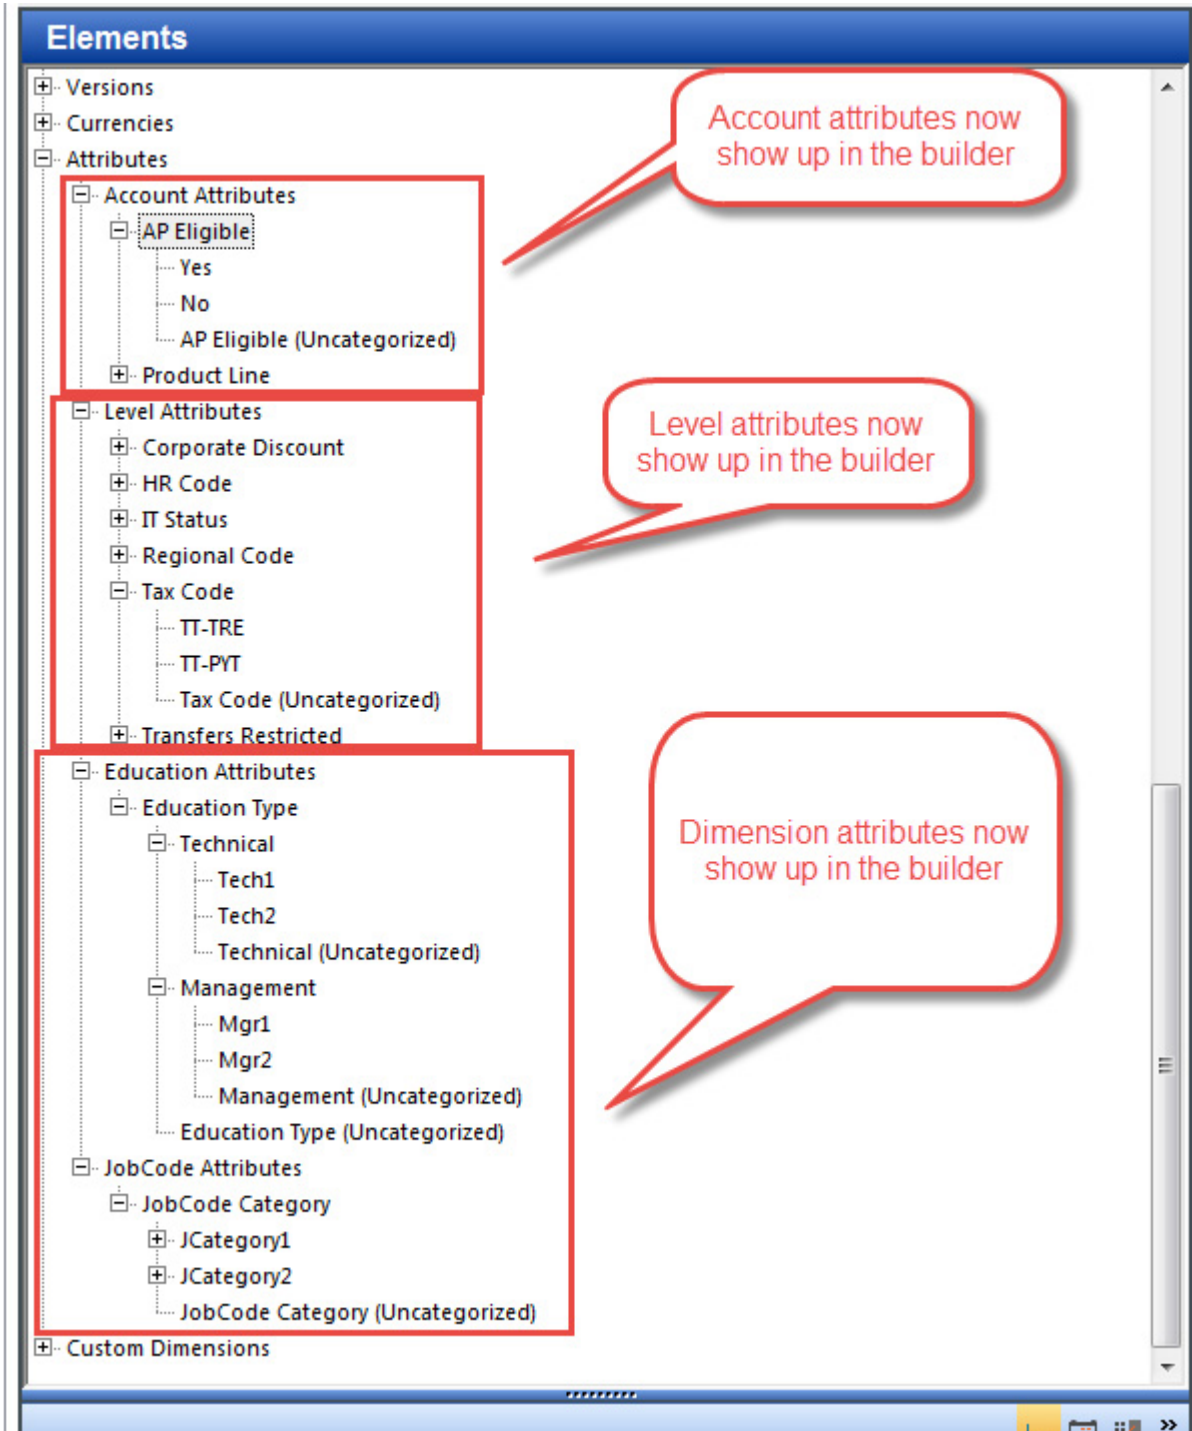 Elements
Versions
Currencies
Attributes
Account Attributes
AP Eligible
Yes
No
AP Eligible (Uncategorized)
Product Line
Level Attributes
Corporate Discount
HR Code
IT Status
Regional Code
Tax Code
TT-TRE
TT-PYT
Tax Code (Uncategorized)
Transfers Restricted
Education Attributes
Education Type
Technical
Tech1
Tech2
Technical (Uncategorized)
Management
Mgr1
Mgr2
Management (Uncategorized)
Education Type (Uncategorized)
JobCode Attributes
JobCode Category
JCategory1
JCategory2
JobCode Category (Uncategorized)
Custom Dimensions
Account attributes now
show up in the builder
Level attributes now
show up in the builder
Dimension attributes now
show up in the builder